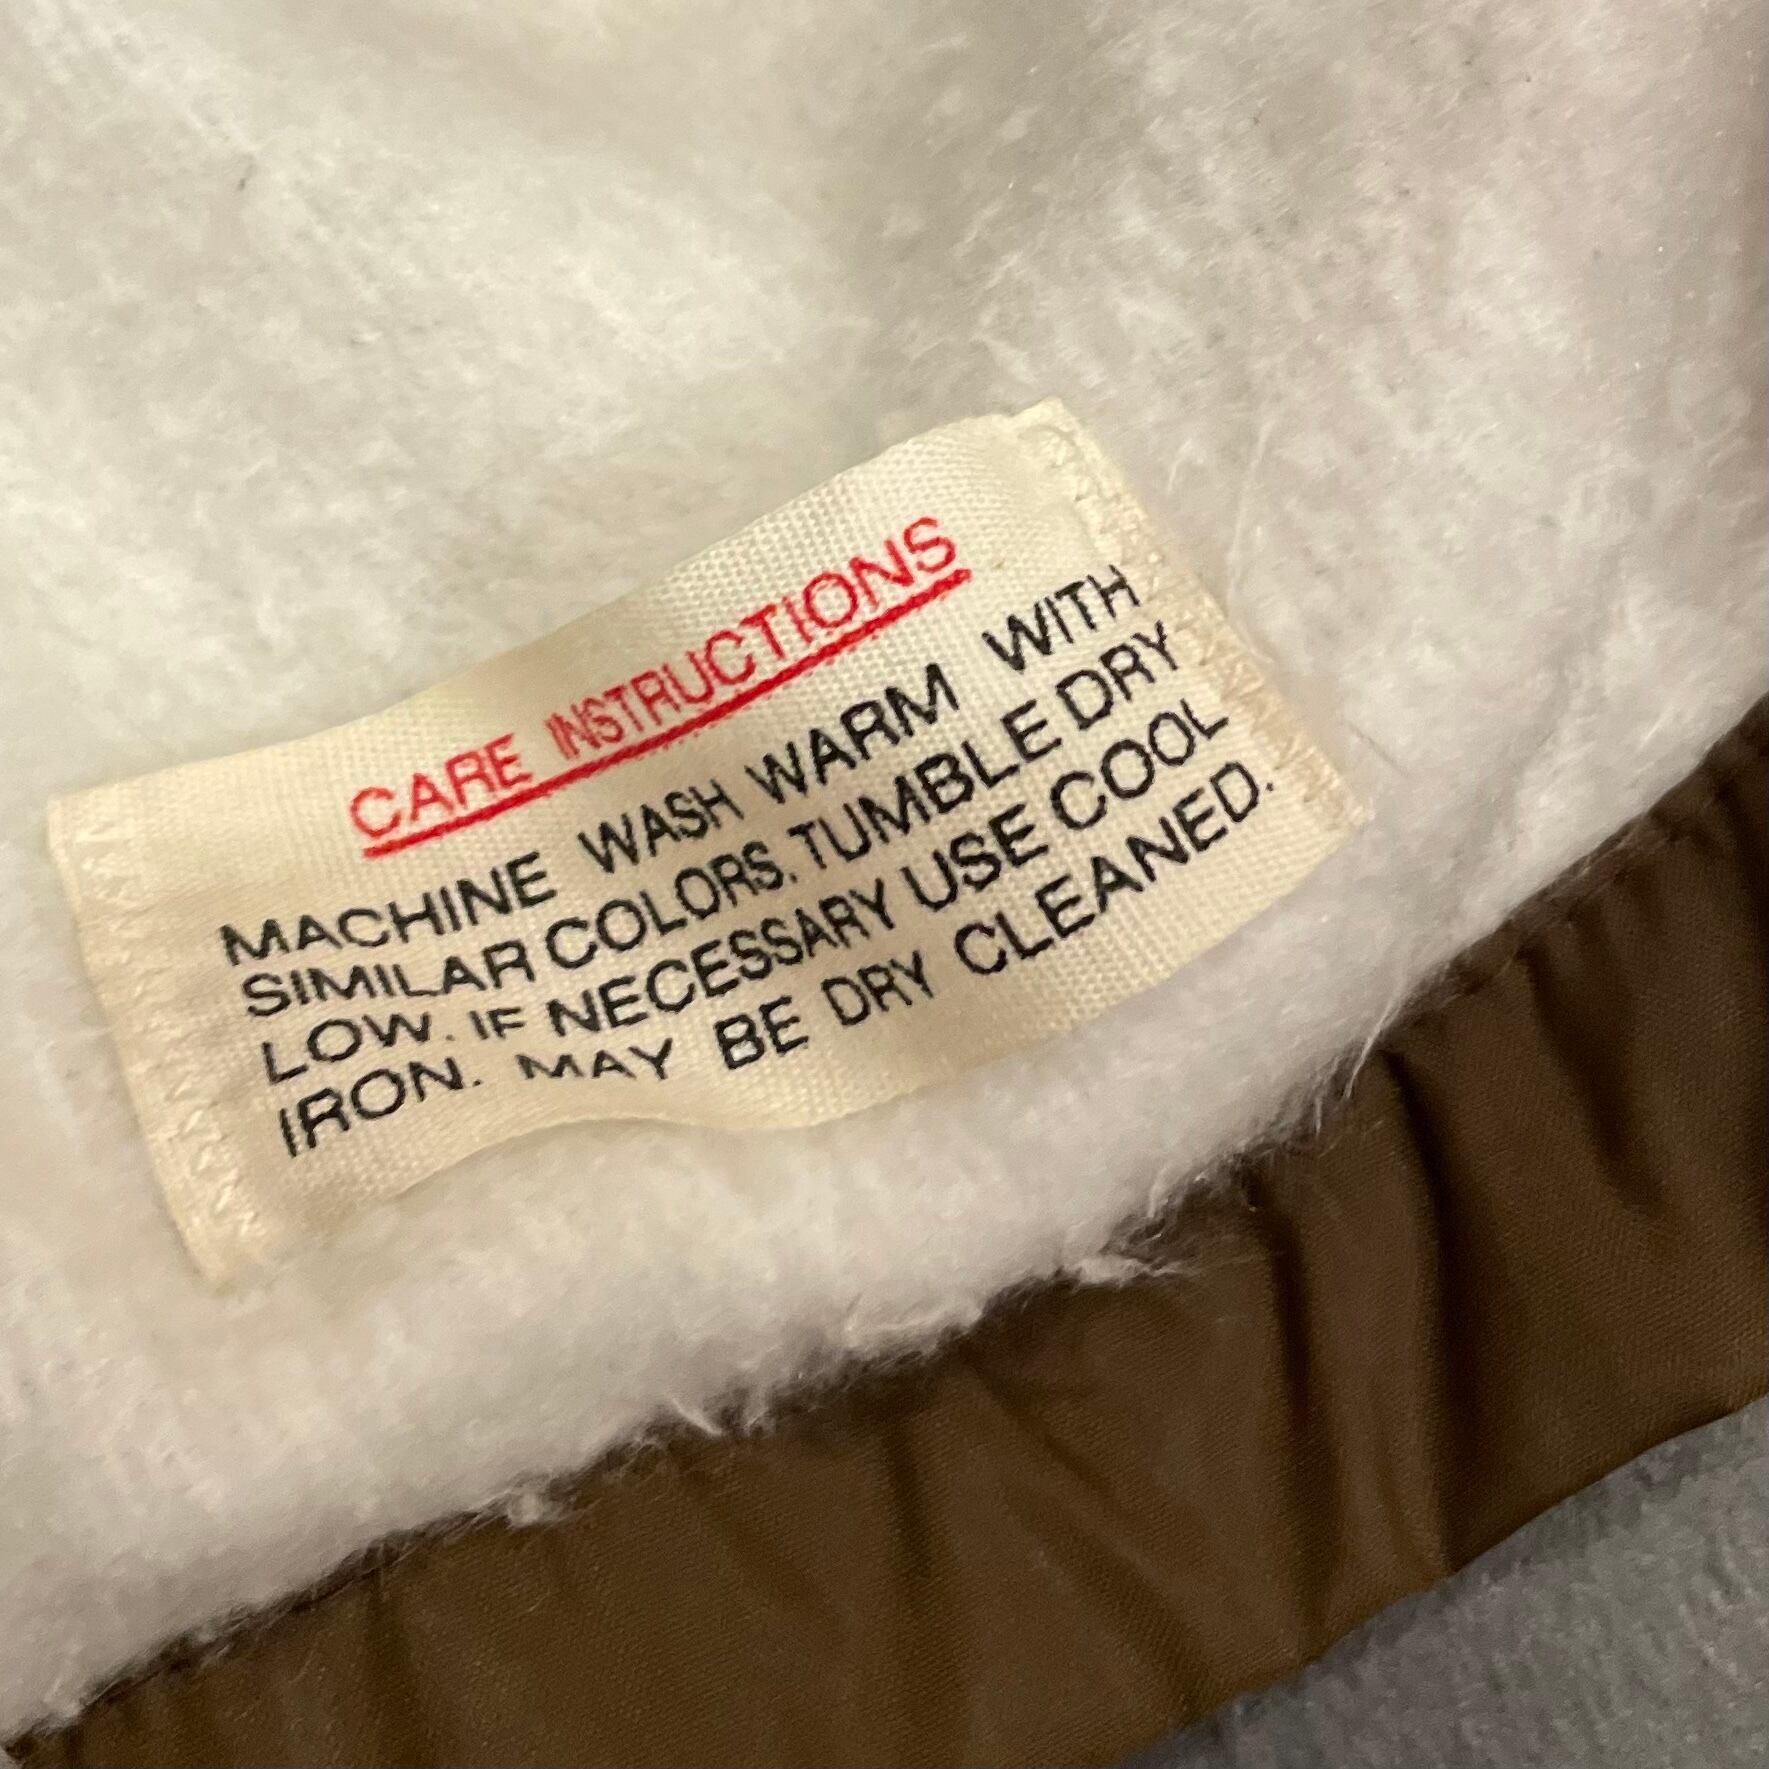 CARE INSTRUCTIONS
MACHINE WASH WARM WITH
SIMILAR COLORS. TUMBLE DRY
LOW. IF NECESSARY USE COOL
IRON. MAY BE DRY CLEANED.